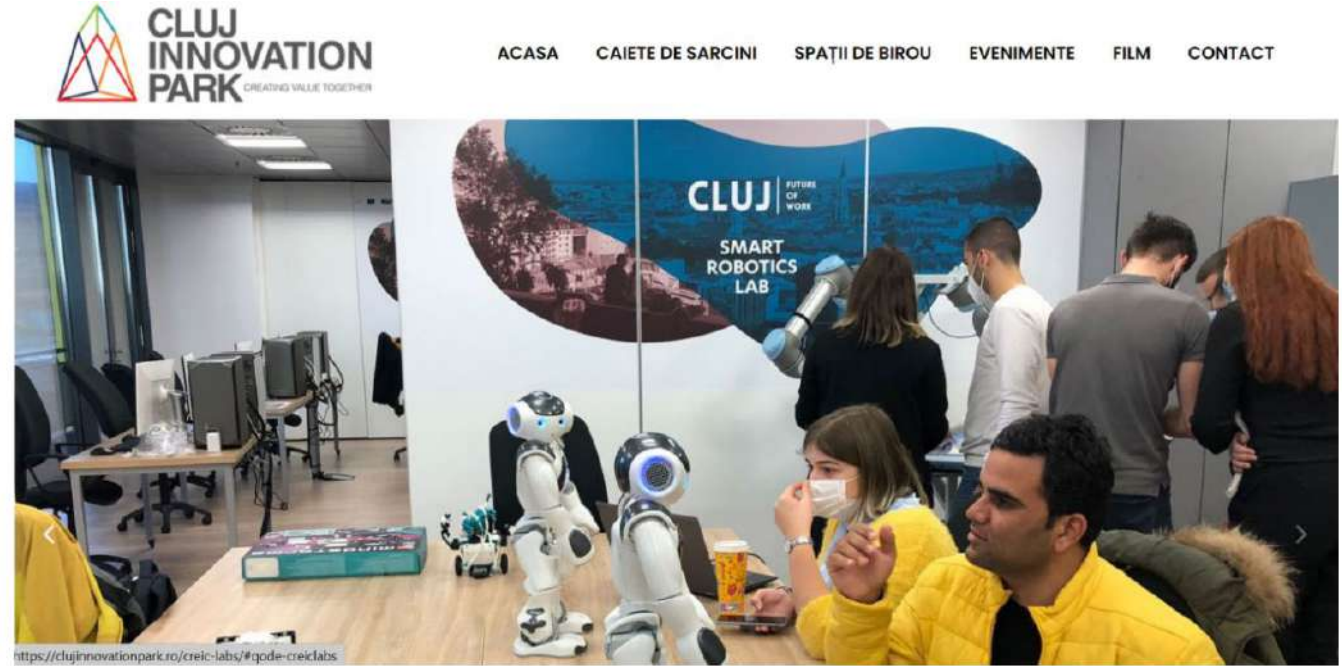 CLUJ
INNOVATION
PARK CREATING VALUE TOGETHER
ACASA CAIETE DE SARCINI SPAȚII DE BIROU EVENIMENTE FILM CONTACT
CLUJ FUTURE
OF
WORK
SMART
ROBOTICS
LAB
MINDSTORMS
https://clujinnovationpark.ro/creic-labs/#qode-creiclabs